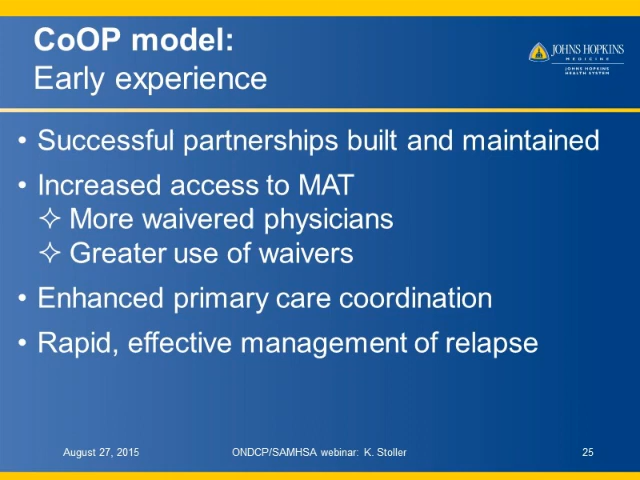 CoOP model:
Early experience
JOHNS HOPKINS
MEDICINE
JOHNS HOPKINS
HEALTH SYSTEM
• Successful partnerships built and maintained
• Increased access to MAT
✧ More waivered physicians
✧ Greater use of waivers
• Enhanced primary care coordination
• Rapid, effective management of relapse
August 27, 2015 ONDCP/SAMHSA webinar: K. Stoller 25